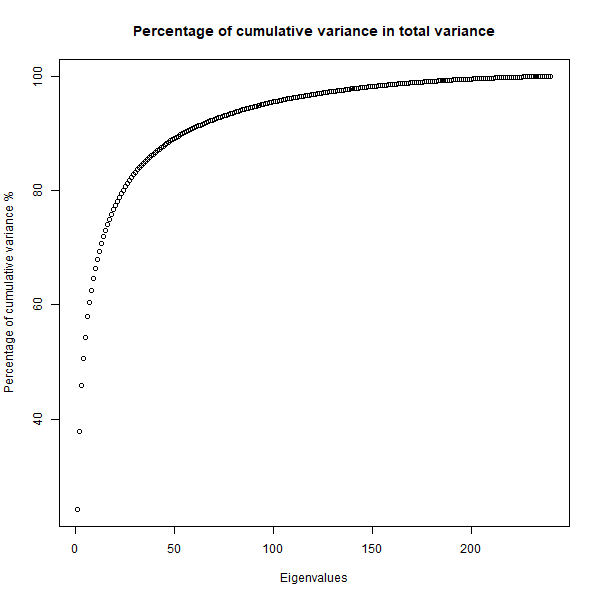 Percentage of cumulative variance in total variance
Percentage of cumulative variance %
100
80
60
40
0 50 100 150 200
Eigenvalues